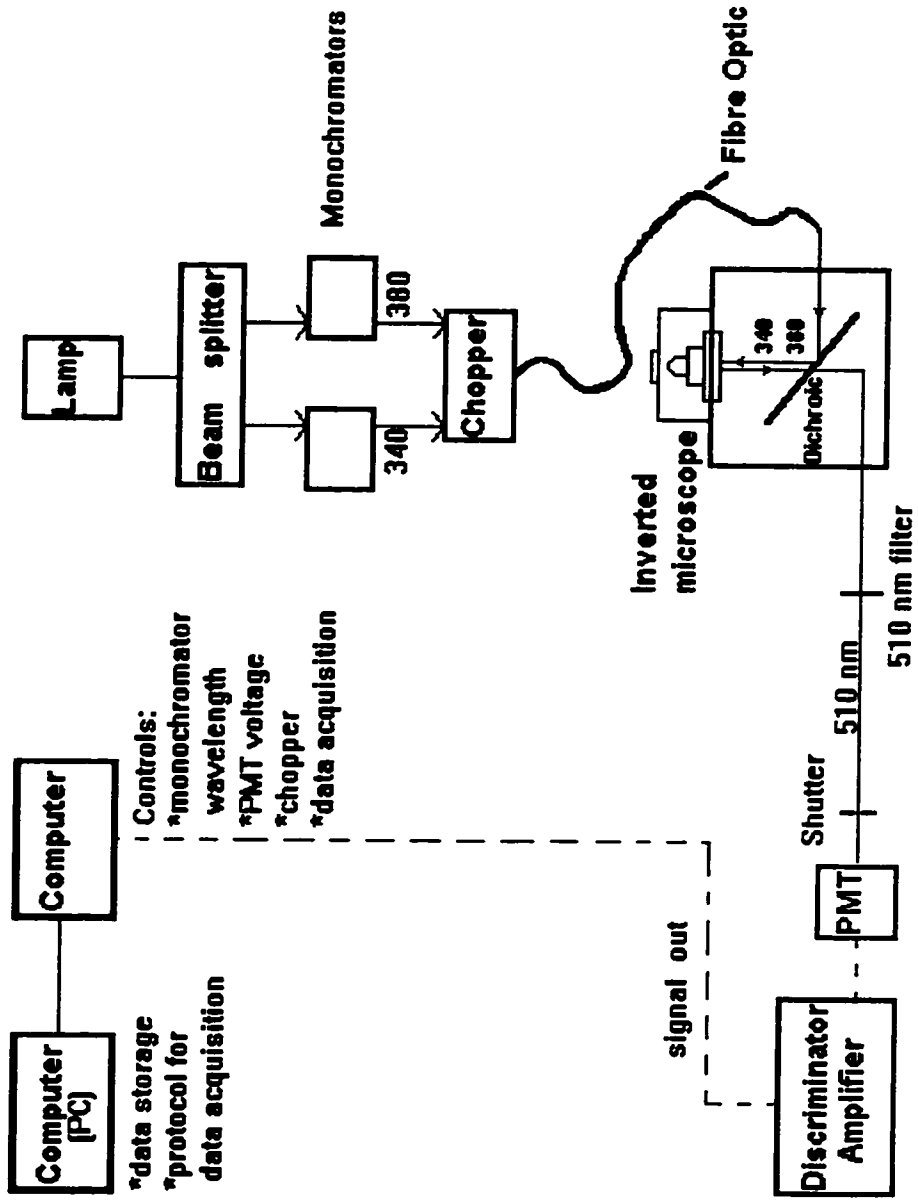 Computer
(PC)
*data storage
*protocol for
data acquisition
Computer
Controls:
*monochromator
wavelength
*PMT voltage
*chopper
*data acquisition
Lamp
Beam splitter
Monochromators
340
380
Chopper
Fibre Optic
Inverted
microscope
340
380
Dichroic
510 nm filter
510 nm
Shutter
PMT
signal out
Discriminator
Amplifier